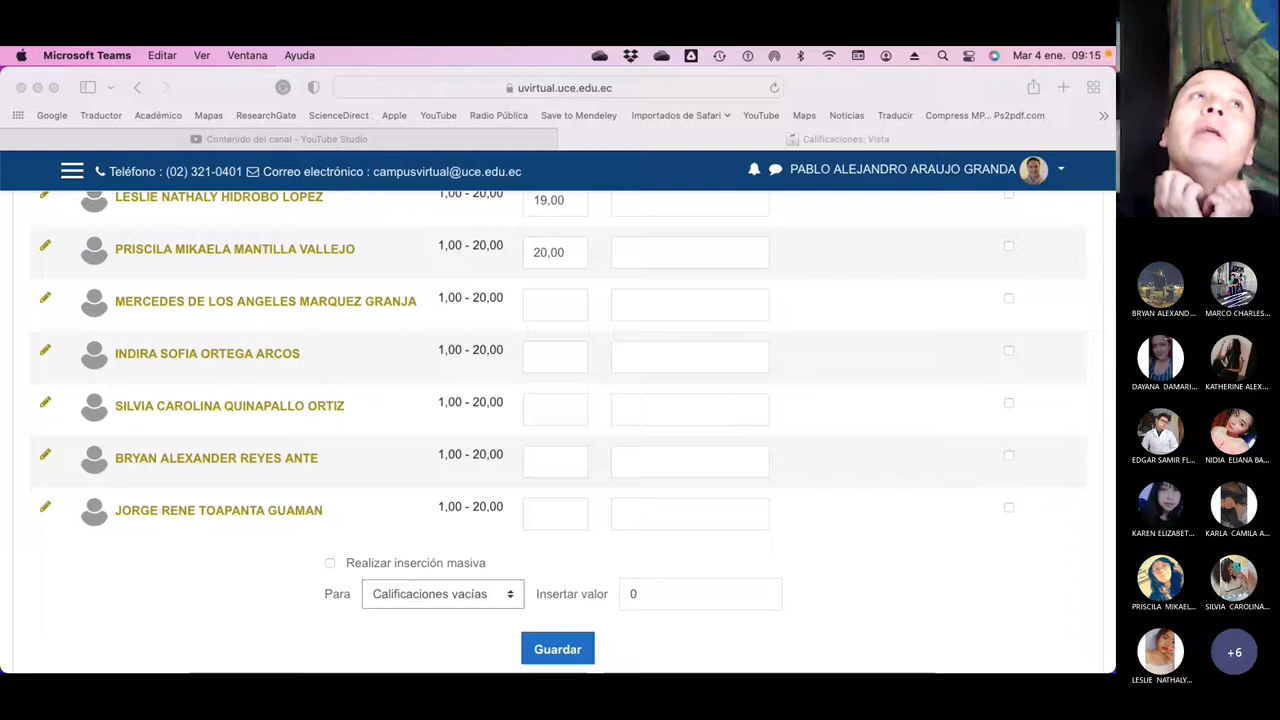 Microsoft Teams Editar Ver Ventana Ayuda Mar 4 ene. 09:15
uvirtual.uce.edu.ec
Google Traductor Académico Mapas ResearchGate ScienceDirect Apple YouTube Radio Pública Save to Mendeley Importados de Safari YouTube Maps Noticias Traducir Compress MP... Ps2pdf.com
Contenido del canal - YouTube Studio Calificaciones: Vista
Teléfono : (02) 321-0401 Correo electrónico : campusvirtual@uce.edu.ec PABLO ALEJANDRO ARAUJO GRANDA
LESLIE NATHALY HIDROBO LOPEZ 1,00 - 20,00 19,00
PRISCILA MIKAELA MANTILLA VALLEJO 1,00 - 20,00 20,00
MERCEDES DE LOS ANGELES MARQUEZ GRANJA 1,00 - 20,00
INDIRA SOFIA ORTEGA ARCOS 1,00 - 20,00
SILVIA CAROLINA QUINAPALLO ORTIZ 1,00 - 20,00
BRYAN ALEXANDER REYES ANTE 1,00 - 20,00
JORGE RENE TOAPANTA GUAMAN 1,00 - 20,00
Realizar inserción masiva
Para Calificaciones vacías Insertar valor 0
Guardar
BRYAN ALEXAND... MARCO CHARLES...
DAYANA DAMARI... KATHERINE ALEX...
EDGAR SAMIR FL... NIDIA ELIANA BA...
KAREN ELIZABET... KARLA CAMILA A...
PRISCILA MIKAEL... SILVIA CAROLINA...
LESLIE NATHALY... +6